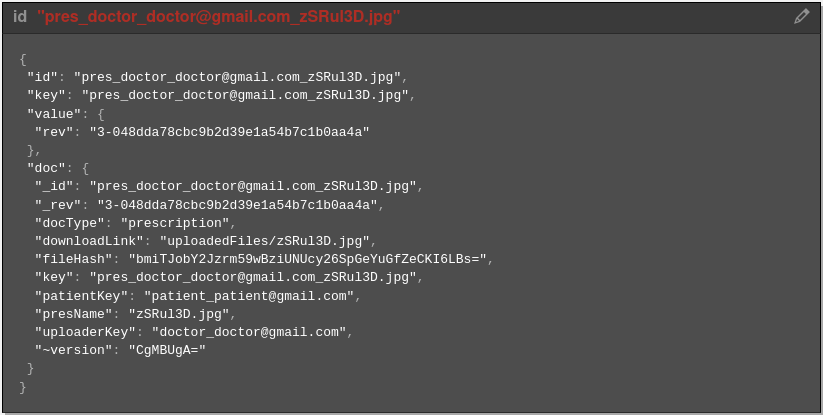 id "pres_doctor_doctor@gmail.com_zSRul3D.jpg"
{
"id": "pres_doctor_doctor@gmail.com_zSRul3D.jpg",
"key": "pres_doctor_doctor@gmail.com_zSRul3D.jpg",
"value": {
"rev": "3-048dda78cbc9b2d39e1a54b7c1b0aa4a"
},
"doc": {
"_id": "pres_doctor_doctor@gmail.com_zSRul3D.jpg",
"_rev": "3-048dda78cbc9b2d39e1a54b7c1b0aa4a",
"docType": "prescription",
"downloadLink": "uploadedFiles/zSRul3D.jpg",
"fileHash": "bmiTJobY2Jzrm59wBziUNUcy26SpGeYuGfZeCKI6LBs=",
"key": "pres_doctor_doctor@gmail.com_zSRul3D.jpg",
"patientKey": "patient_patient@gmail.com",
"presName": "zSRul3D.jpg",
"uploaderKey": "doctor_doctor@gmail.com",
"~version": "CgMBUgA="
}
}